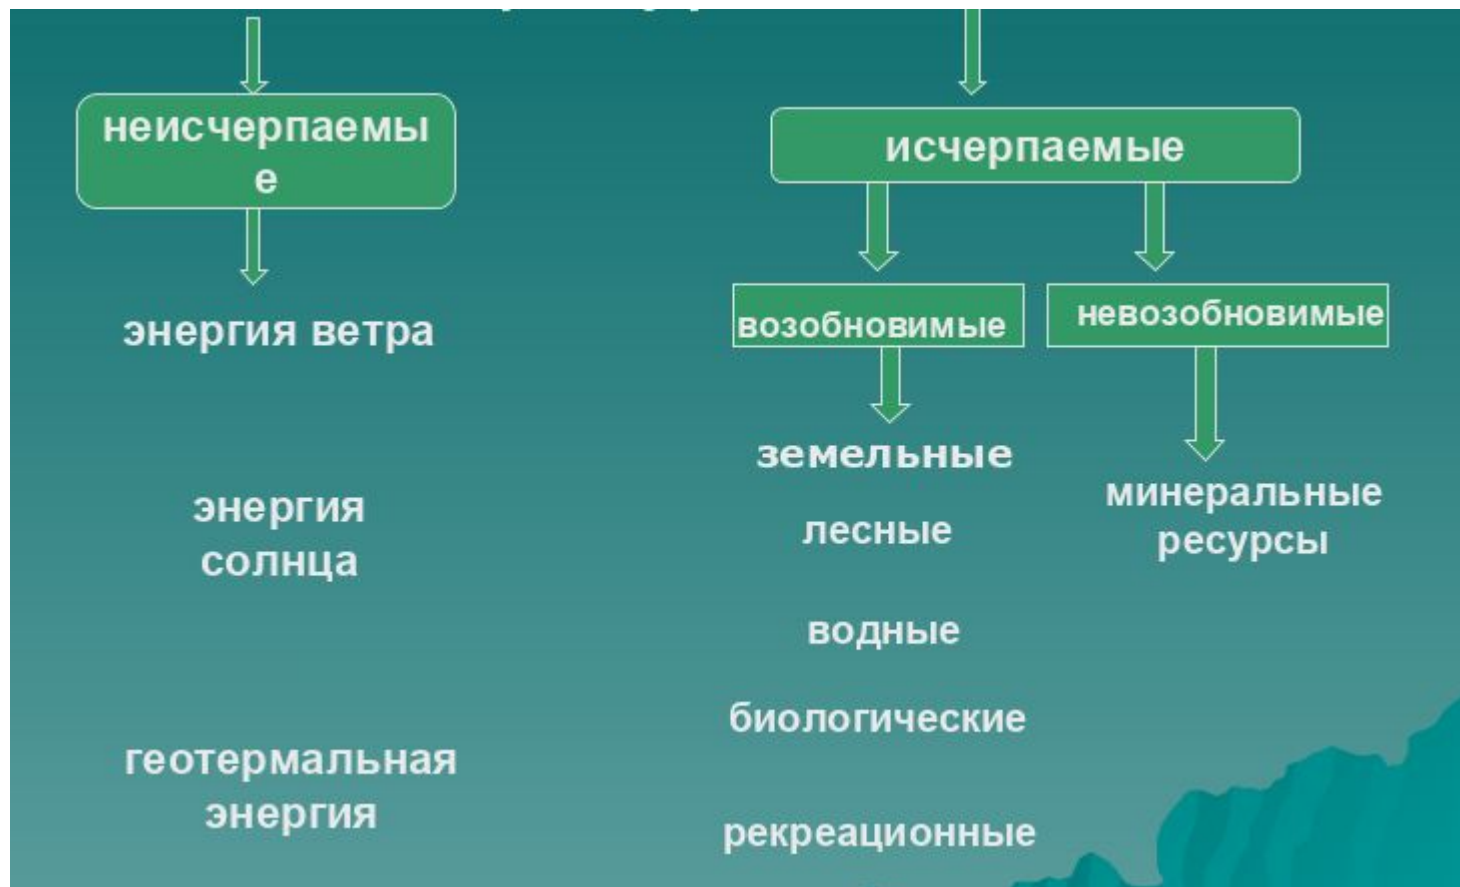 неисчерпаемы
е
исчерпаемые
энергия ветра
возобновимые
невозобновимые
земельные
минеральные
ресурсы
энергия
солнца
лесные
водные
биологические
геотермальная
энергия
рекреационные